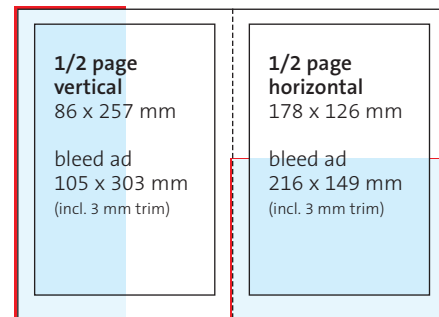 1/2 page
vertical
86 x 257 mm
bleed ad
105 x 303 mm
(incl. 3 mm trim)
1/2 page
horizontal
178 x 126 mm
bleed ad
216 x 149 mm
(incl. 3 mm trim)